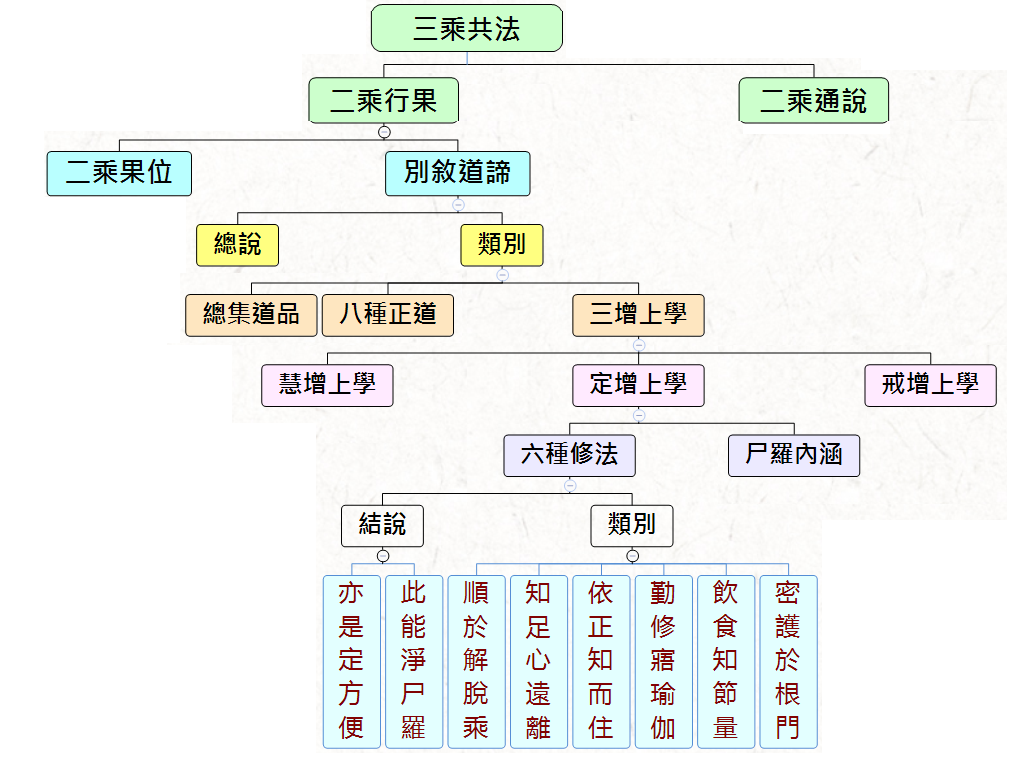 三乘共法
二乘行果
二乘通說
二乘果位
別敘道諦
總說
類別
總集道品
八種正道
三增上學
慧增上學
定增上學
戒增上學
六種修法
尸羅內涵
結說
類別
亦是定方便
此能淨尸羅
順於解脫乘
知足心遠離
依正知而住
勤修寤瑜伽
飲食知節量
密護於根門